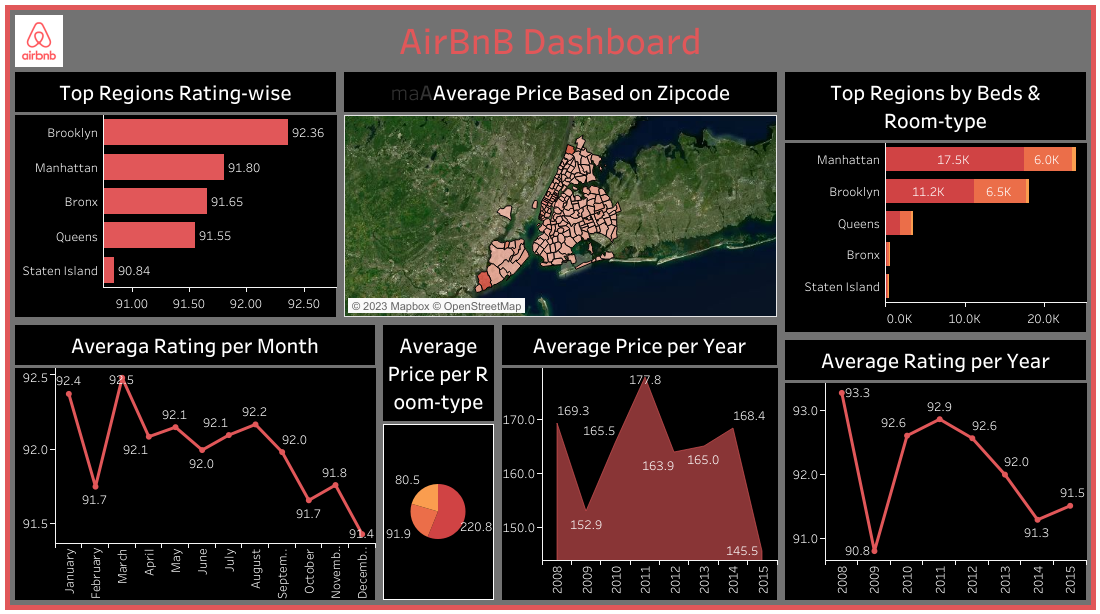 airbnb
AirBnB Dashboard
Top Regions Rating-wise
Brooklyn 92.36
Manhattan 91.80
Bronx 91.65
Queens 91.55
Staten Island 90.84
91.00 91.50 92.00 92.50
maAAverage Price Based on Zipcode
© 2023 Mapbox © OpenStreetMap
Top Regions by Beds &
Room-type
Manhattan 17.5K 6.0K
Brooklyn 11.2K 6.5K
Queens
Bronx
Staten Island
0.0K 10.0K 20.0K
Averaga Rating per Month
92.5
92.0
91.5
92.4
91.7
92.5
92.1
92.1
92.0
92.1
92.2
92.0
91.7
91.8
91.4
January
February
March
April
May
June
July
August
Septem..
October
Novemb..
Decemb..
Average
Price per R
oom-type
80.5
91.9
220.8
Average Price per Year
170.0
160.0
150.0
169.3
152.9
165.5
177.8
163.9
165.0
168.4
145.5
2008
2009
2010
2011
2012
2013
2014
2015
Average Rating per Year
93.0
92.0
91.0
93.3
90.8
92.6
92.9
92.6
92.0
91.3
91.5
2008
2009
2010
2011
2012
2013
2014
2015